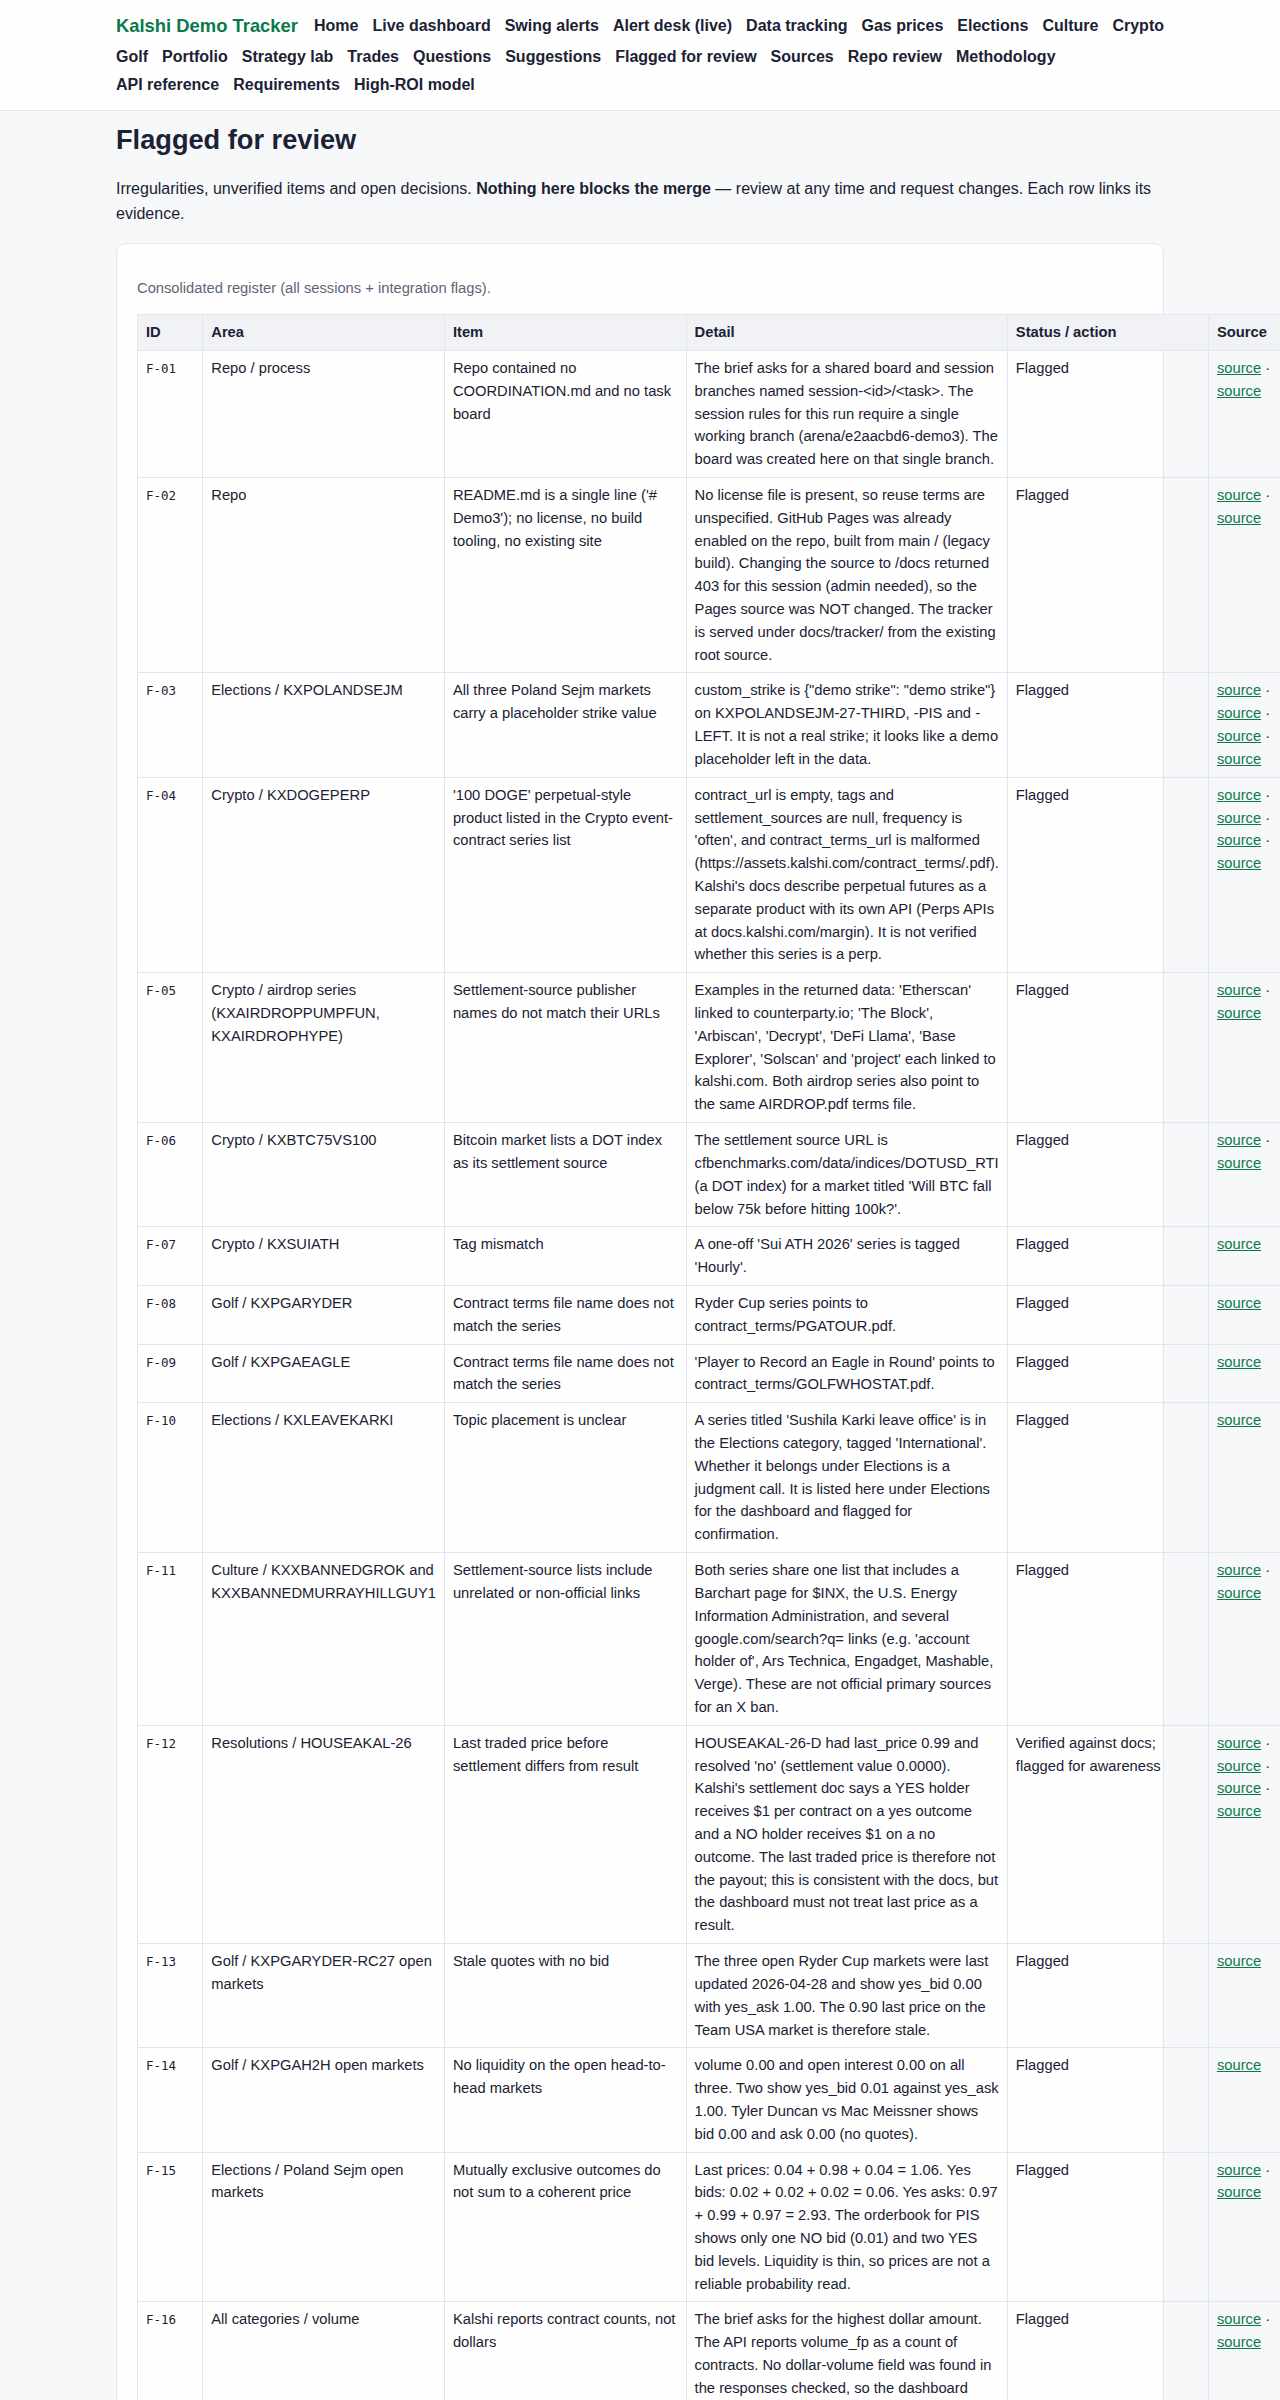 Kalshi Demo Tracker Home Live dashboard Swing alerts Alert desk (live) Data tracking Gas prices Elections Culture Crypto
Golf Portfolio Strategy lab Trades Questions Suggestions Flagged for review Sources Repo review Methodology
API reference Requirements High-ROI model
Flagged for review
Irregularities, unverified items and open decisions. Nothing here blocks the merge — review at any time and request changes. Each row links its
evidence.
Consolidated register (all sessions + integration flags).
ID Area Item Detail Status / action Source
F-01 Repo / process Repo contained no The brief asks for a shared board and session Flagged source ·
COORDINATION.md and no task branches named session-<id>/<task>. The source
board session rules for this run require a single
working branch (arena/e2aacbd6-demo3). The
board was created here on that single branch.
F-02 Repo README.md is a single line ('# No license file is present, so reuse terms are Flagged source ·
Demo3'); no license, no build unspecified. GitHub Pages was already source
tooling, no existing site enabled on the repo, built from main / (legacy
build). Changing the source to /docs returned
403 for this session (admin needed), so the
Pages source was NOT changed. The tracker
is served under docs/tracker/ from the existing
root source.
F-03 Elections / KXPOLANDSEJM All three Poland Sejm markets custom_strike is {"demo strike": "demo strike"} Flagged source ·
carry a placeholder strike value on KXPOLANDSEJM-27-THIRD, -PIS and - source ·
LEFT. It is not a real strike; it looks like a demo source ·
placeholder left in the data. source
F-04 Crypto / KXDOGEPERP '100 DOGE' perpetual-style contract_url is empty, tags and Flagged source ·
product listed in the Crypto event- settlement_sources are null, frequency is source ·
contract series list 'often', and contract_terms_url is malformed source ·
(https://assets.kalshi.com/contract_terms/.pdf). source
Kalshi's docs describe perpetual futures as a
separate product with its own API (Perps APIs
at docs.kalshi.com/margin). It is not verified
whether this series is a perp.
F-05 Crypto / airdrop series Settlement-source publisher Examples in the returned data: 'Etherscan' Flagged source ·
(KXAIRDROPPUMPFUN, names do not match their URLs linked to counterparty.io; 'The Block', source
KXAIRDROPHYPE) 'Arbiscan', 'Decrypt', 'DeFi Llama', 'Base
Explorer', 'Solscan' and 'project' each linked to
kalshi.com. Both airdrop series also point to
the same AIRDROP.pdf terms file.
F-06 Crypto / KXBTC75VS100 Bitcoin market lists a DOT index The settlement source URL is Flagged source ·
as its settlement source cfbenchmarks.com/data/indices/DOTUSD_RTI source
(a DOT index) for a market titled 'Will BTC fall
below 75k before hitting 100k?'.
F-07 Crypto / KXSUIATH Tag mismatch A one-off 'Sui ATH 2026' series is tagged Flagged source
'Hourly'.
F-08 Golf / KXPGARYDER Contract terms file name does not Ryder Cup series points to Flagged source
match the series contract_terms/PGATOUR.pdf.
F-09 Golf / KXPGAEAGLE Contract terms file name does not 'Player to Record an Eagle in Round' points to Flagged source
match the series contract_terms/GOLFWHOSTAT.pdf.
F-10 Elections / KXLEAVEKARKI Topic placement is unclear A series titled 'Sushila Karki leave office' is in Flagged source
the Elections category, tagged 'International'.
Whether it belongs under Elections is a
judgment call. It is listed here under Elections
for the dashboard and flagged for
confirmation.
F-11 Culture / KXXBANNEDGROK and Settlement-source lists include Both series share one list that includes a Flagged source ·
KXXBANNEDMURRAYHILLGUY1 unrelated or non-official links Barchart page for $INX, the U.S. Energy source
Information Administration, and several
google.com/search?q= links (e.g. 'account
holder of', Ars Technica, Engadget, Mashable,
Verge). These are not official primary sources
for an X ban.
F-12 Resolutions / HOUSEAKAL-26 Last traded price before HOUSEAKAL-26-D had last_price 0.99 and Verified against docs; source ·
settlement differs from result resolved 'no' (settlement value 0.0000). flagged for awareness source ·
Kalshi's settlement doc says a YES holder source ·
receives $1 per contract on a yes outcome source
and a NO holder receives $1 on a no
outcome. The last traded price is therefore not
the payout; this is consistent with the docs, but
the dashboard must not treat last price as a
result.
F-13 Golf / KXPGARYDER-RC27 open Stale quotes with no bid The three open Ryder Cup markets were last Flagged source
markets updated 2026-04-28 and show yes_bid 0.00
with yes_ask 1.00. The 0.90 last price on the
Team USA market is therefore stale.
F-14 Golf / KXPGAH2H open markets No liquidity on the open head-to- volume 0.00 and open interest 0.00 on all Flagged source
head markets three. Two show yes_bid 0.01 against yes_ask
1.00. Tyler Duncan vs Mac Meissner shows
bid 0.00 and ask 0.00 (no quotes).
F-15 Elections / Poland Sejm open Mutually exclusive outcomes do Last prices: 0.04 + 0.98 + 0.04 = 1.06. Yes Flagged source ·
markets not sum to a coherent price bids: 0.02 + 0.02 + 0.02 = 0.06. Yes asks: 0.97 source
+ 0.99 + 0.97 = 2.93. The orderbook for PIS
shows only one NO bid (0.01) and two YES
bid levels. Liquidity is thin, so prices are not a
reliable probability read.
F-16 All categories / volume Kalshi reports contract counts, not The brief asks for the highest dollar amount. Flagged source ·
dollars The API reports volume_fp as a count of source
contracts. No dollar-volume field was found in
the responses checked, so the dashboard